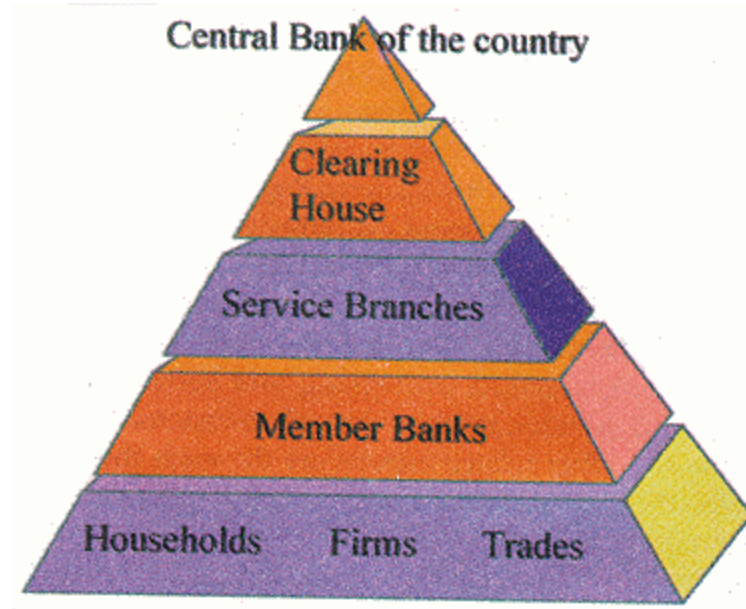 Central Bank of the country
Clearing
House
Service Branches
Member Banks
Households Firms Trades